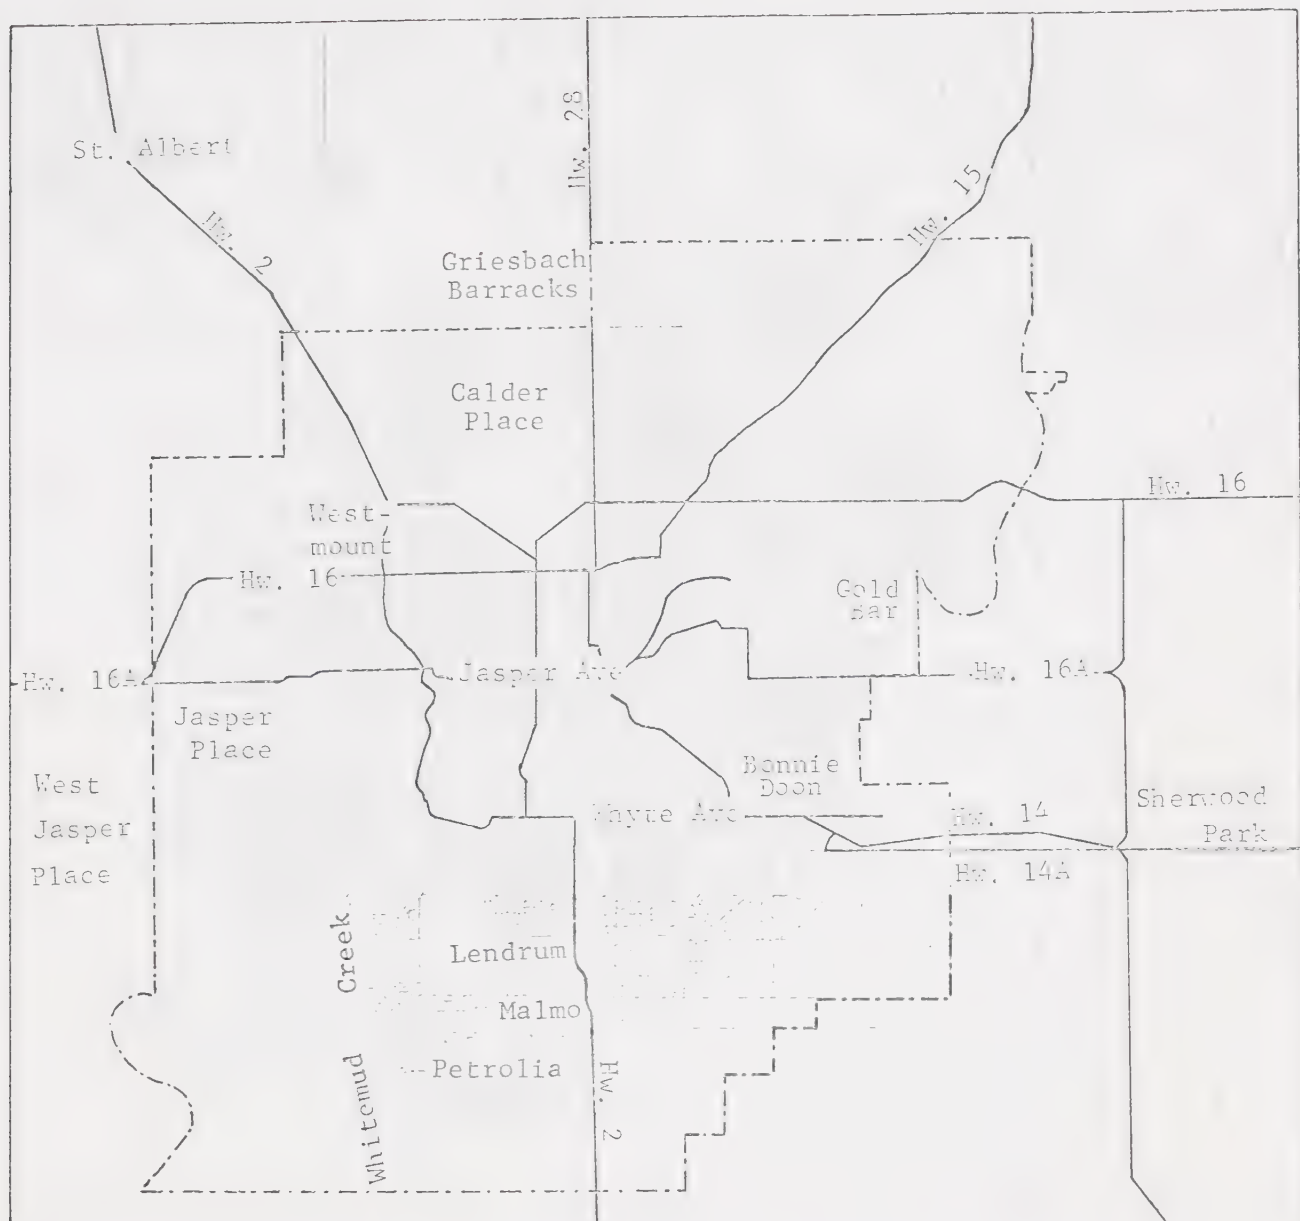 Hw. 28
St. Albert
Hw. 15
Hw. 2
Griesbach
Barracks
Calder
Place
Hw. 16
West-
mount
Hw. 16
Gold
Bar
Hw. 16A
Jasper Ave
Hw. 16A
Jasper
Place
West
Jasper
Place
Bonnie
Doon
Whyte Ave
Hw. 14
Sherwood
Park
Hw. 14A
Whitemud Creek
Lendrum
Malmo
Petrolia
Hw. 2